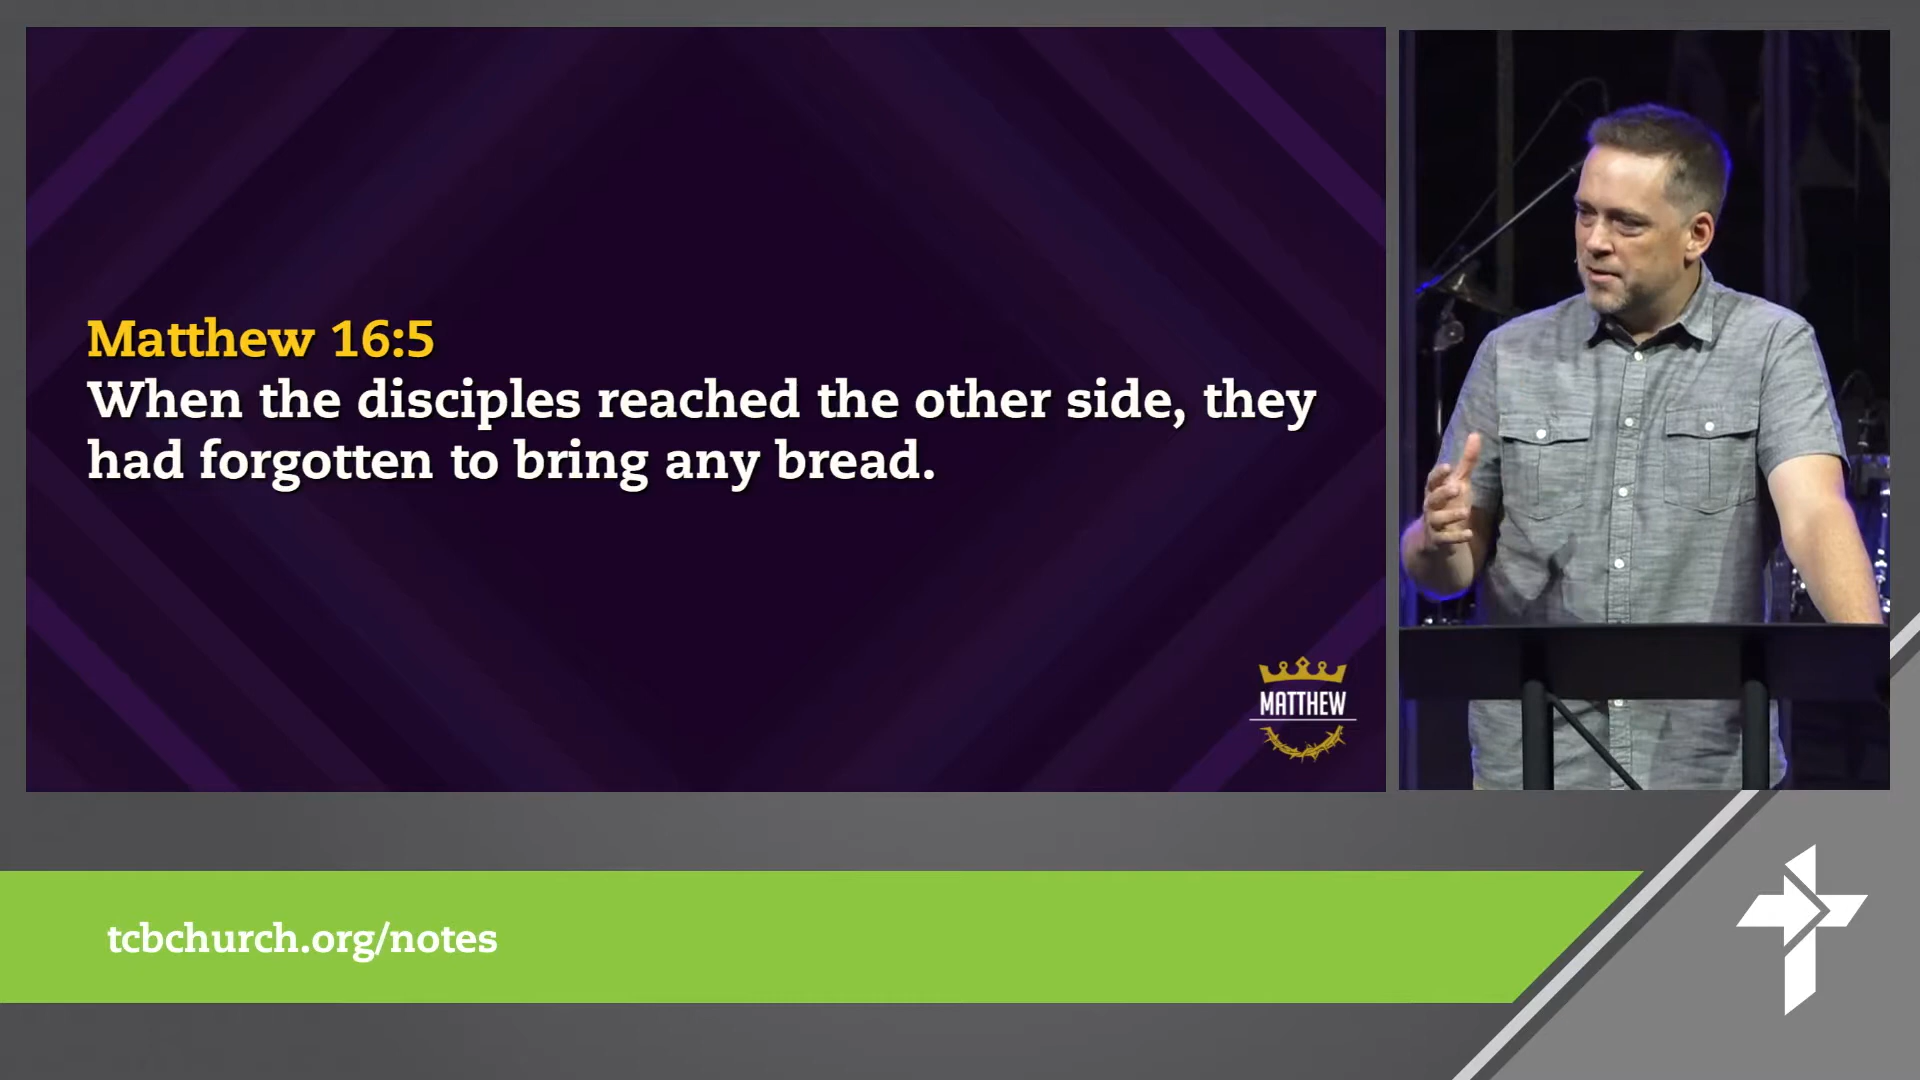 Matthew 16:5
When the disciples reached the other side, they
had forgotten to bring any bread.
MATTHEW
tcbchurch.org/notes